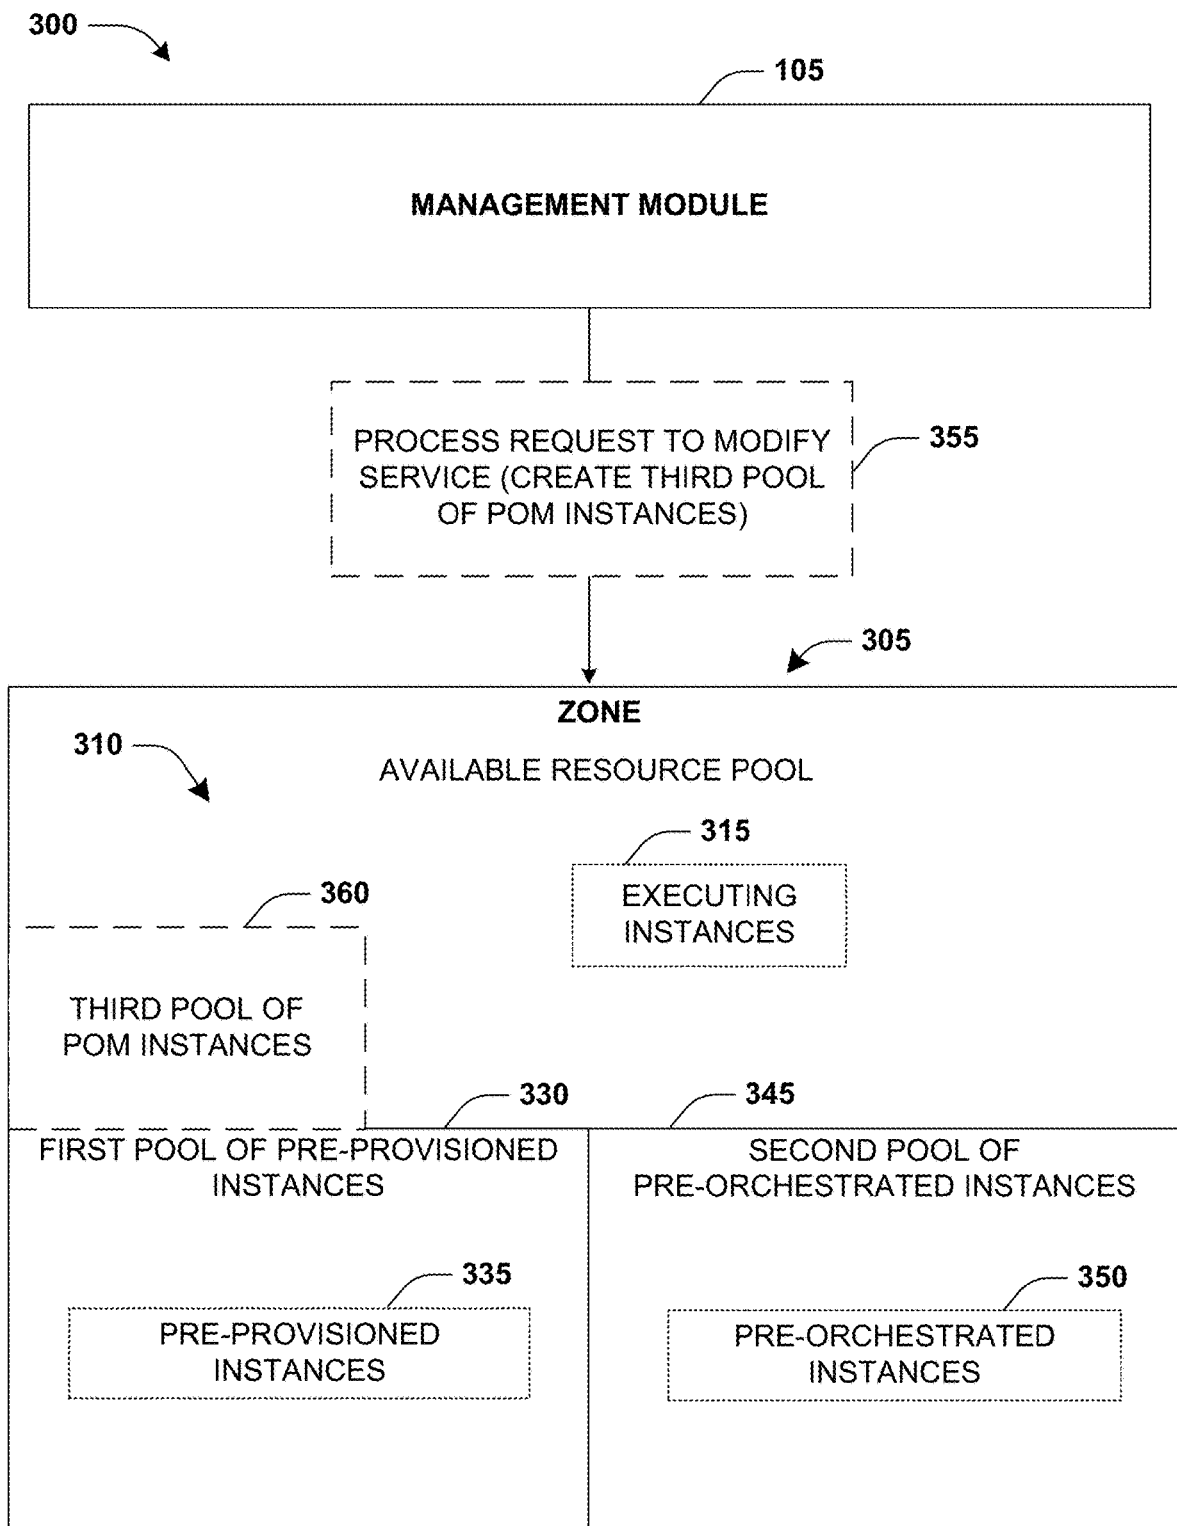 300
105
MANAGEMENT MODULE
PROCESS REQUEST TO MODIFY
SERVICE (CREATE THIRD POOL
OF POM INSTANCES)
355
305
ZONE
310
AVAILABLE RESOURCE POOL
315
EXECUTING
INSTANCES
360
THIRD POOL OF
POM INSTANCES
330
345
FIRST POOL OF PRE-PROVISIONED
INSTANCES
SECOND POOL OF
PRE-ORCHESTRATED INSTANCES
335
PRE-PROVISIONED
INSTANCES
350
PRE-ORCHESTRATED
INSTANCES